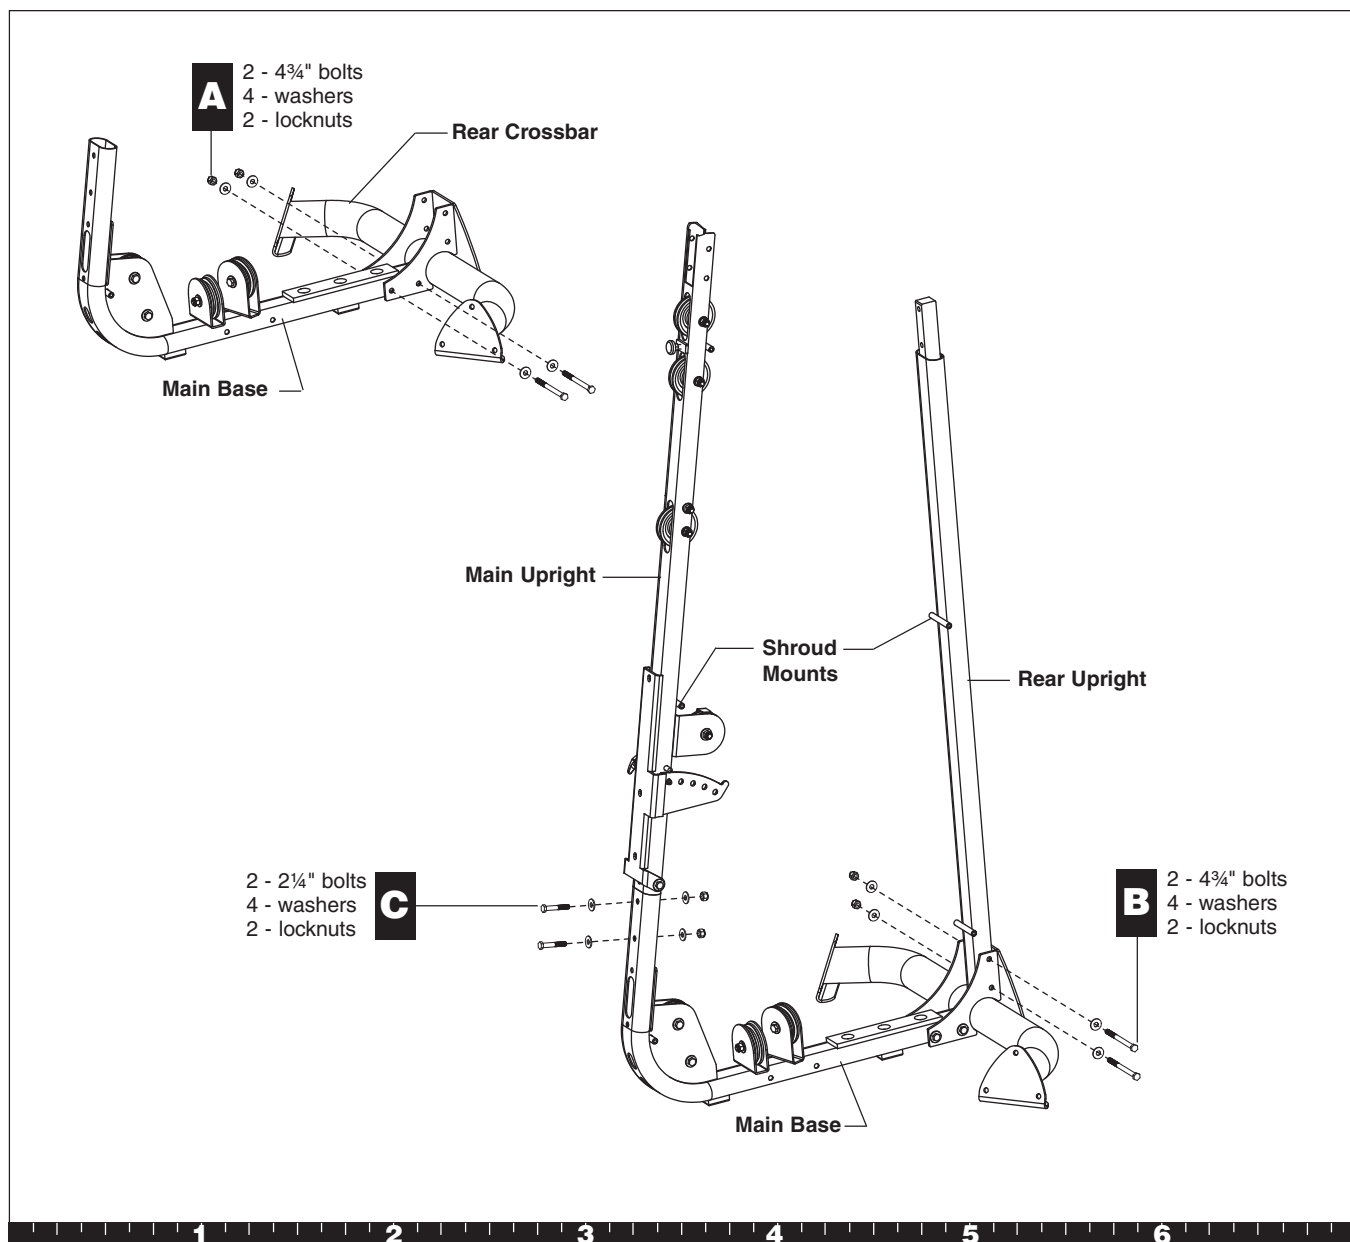 A
2 - 4¾" bolts
4 - washers
2 - locknuts
Rear Crossbar
Main Base
Main Upright
Shroud
Mounts
Rear Upright
2 - 2¼" bolts
4 - washers
2 - locknuts
C
B
2 - 4¾" bolts
4 - washers
2 - locknuts
Main Base
1 2 3 4 5 6